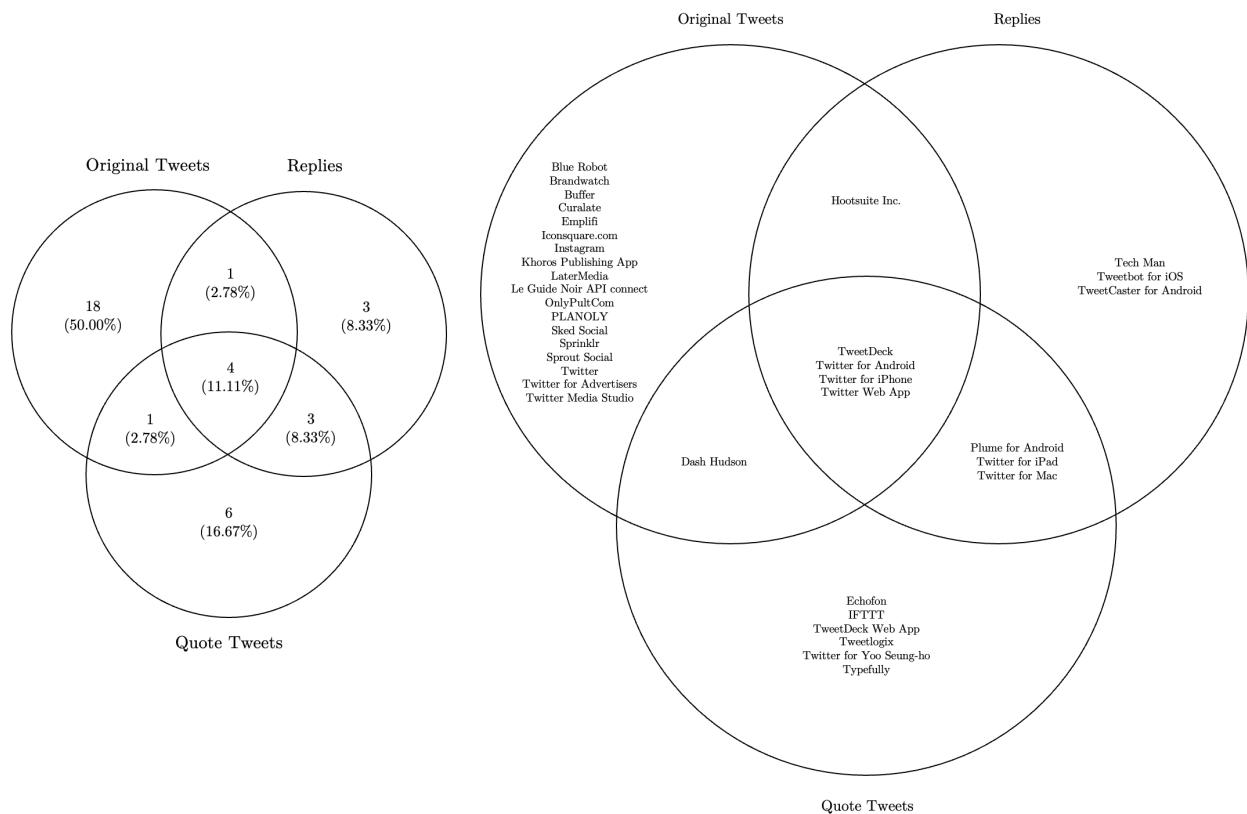 Original Tweets
Replies
18
(50.00%)
1
(2.78%)
3
(8.33%)
4
(11.11%)
1
(2.78%)
3
(8.33%)
6
(16.67%)
Quote Tweets
Original Tweets
Replies
Blue Robot
Brandwatch
Buffer
Curalate
Emplifi
Iconsquare.com
Instagram
Khoros Publishing App
LaterMedia
Le Guide Noir API connect
OnlyPultCom
PLANOLY
Sked Social
Sprinklr
Sprout Social
Twitter
Twitter for Advertisers
Twitter Media Studio
Hootsuite Inc.
Tech Man
Tweetbot for iOS
TweetCaster for Android
TweetDeck
Twitter for Android
Twitter for iPhone
Twitter Web App
Dash Hudson
Plume for Android
Twitter for iPad
Twitter for Mac
Echofon
IFTTT
TweetDeck Web App
Tweetlogix
Twitter for Yoo Seung-ho
Typefully
Quote Tweets